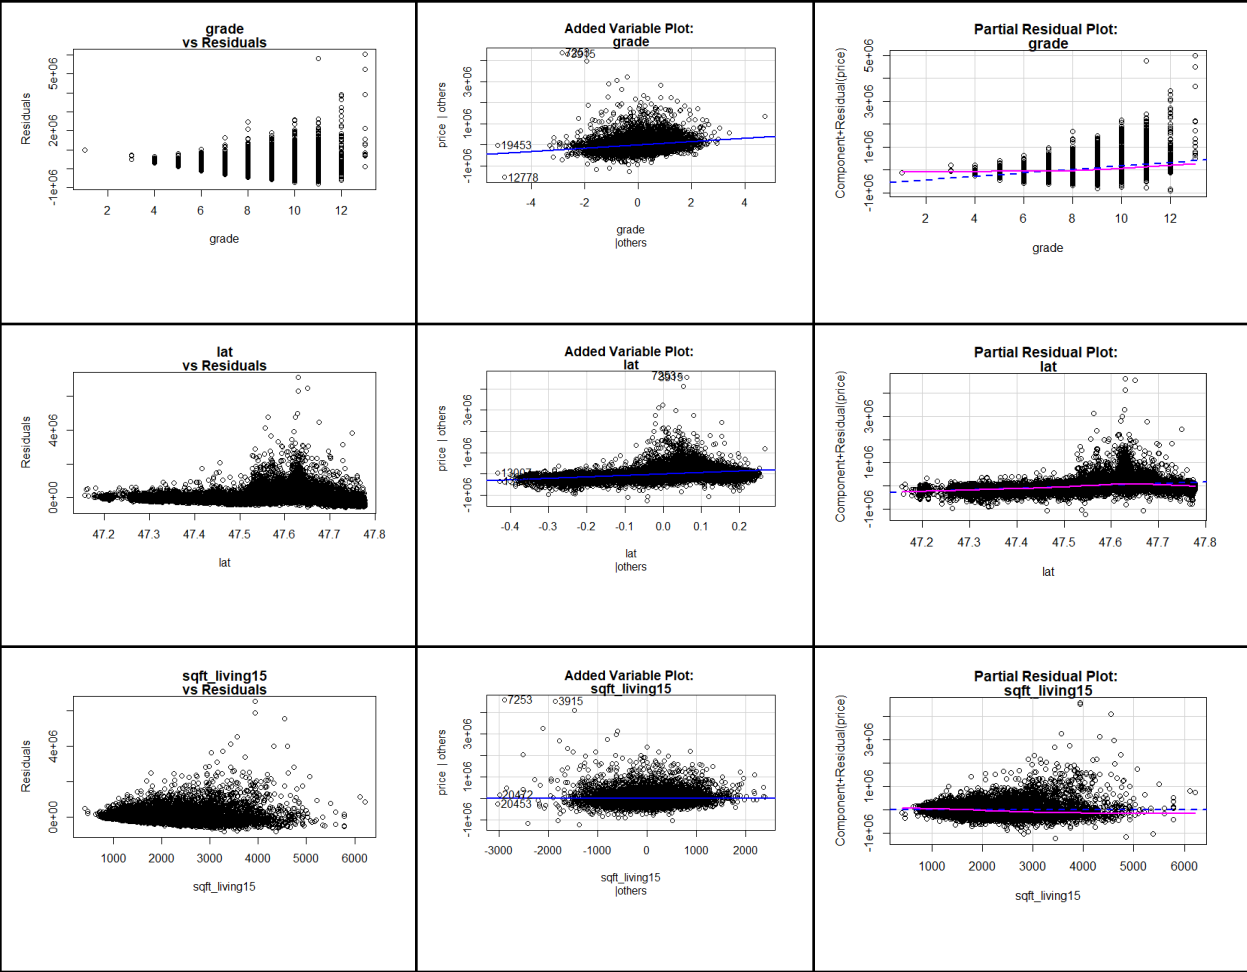 grade
vs Residuals
Residuals
-1e+06 2e+06 5e+06
2 4 6 8 10 12
grade
Added Variable Plot:
grade
price | others
-1e+06 1e+06 3e+06
19453
12778
-4 -2 0 2 4
grade
|others
Partial Residual Plot:
grade
Component+Residual(price)
-1e+06 1e+06 3e+06 5e+06
2 4 6 8 10 12
grade
lat
vs Residuals
Residuals
0e+00 4e+06
47.2 47.3 47.4 47.5 47.6 47.7 47.8
lat
Added Variable Plot:
lat
price | others
-1e+06 1e+06 3e+06
-0.4 -0.3 -0.2 -0.1 0.0 0.1 0.2
lat
|others
Partial Residual Plot:
lat
Component+Residual(price)
-1e+06 1e+06 3e+06
47.2 47.3 47.4 47.5 47.6 47.7 47.8
lat
sqft_living15
vs Residuals
Residuals
0e+00 4e+06
1000 2000 3000 4000 5000 6000
sqft_living15
Added Variable Plot:
sqft_living15
price | others
-1e+06 1e+06 3e+06
7253 3915
20472
20453
-3000 -2000 -1000 0 1000 2000
sqft_living15
|others
Partial Residual Plot:
sqft_living15
Component+Residual(price)
-1e+06 1e+06 3e+06
1000 2000 3000 4000 5000 6000
sqft_living15